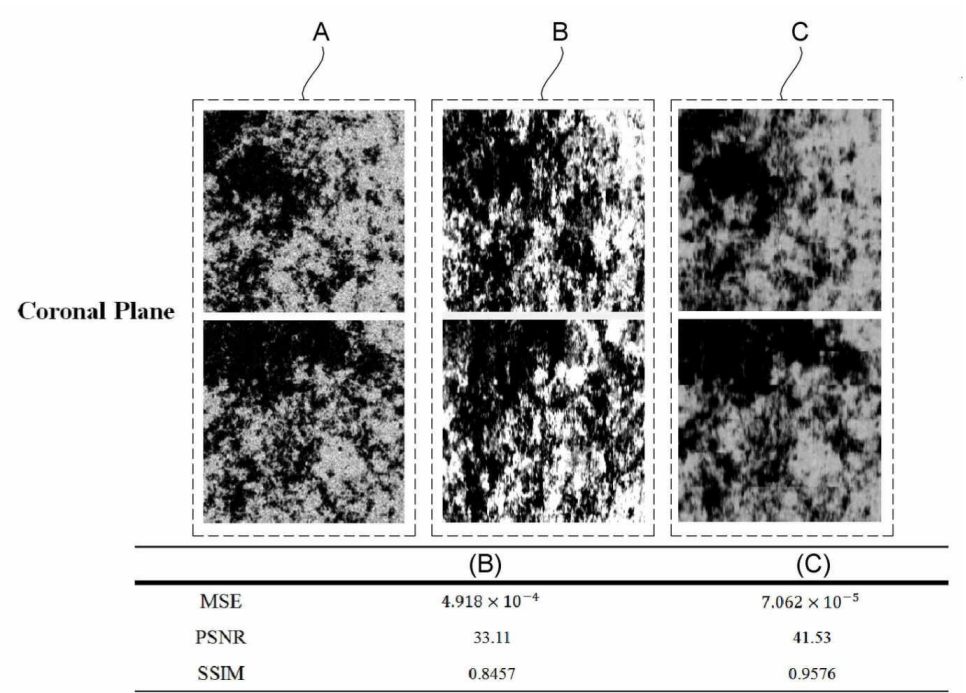 A B C
Coronal Plane
(B) (C)
MSE 4.918 × 10⁻⁴ 7.062 × 10⁻⁵
PSNR 33.11 41.53
SSIM 0.8457 0.9576